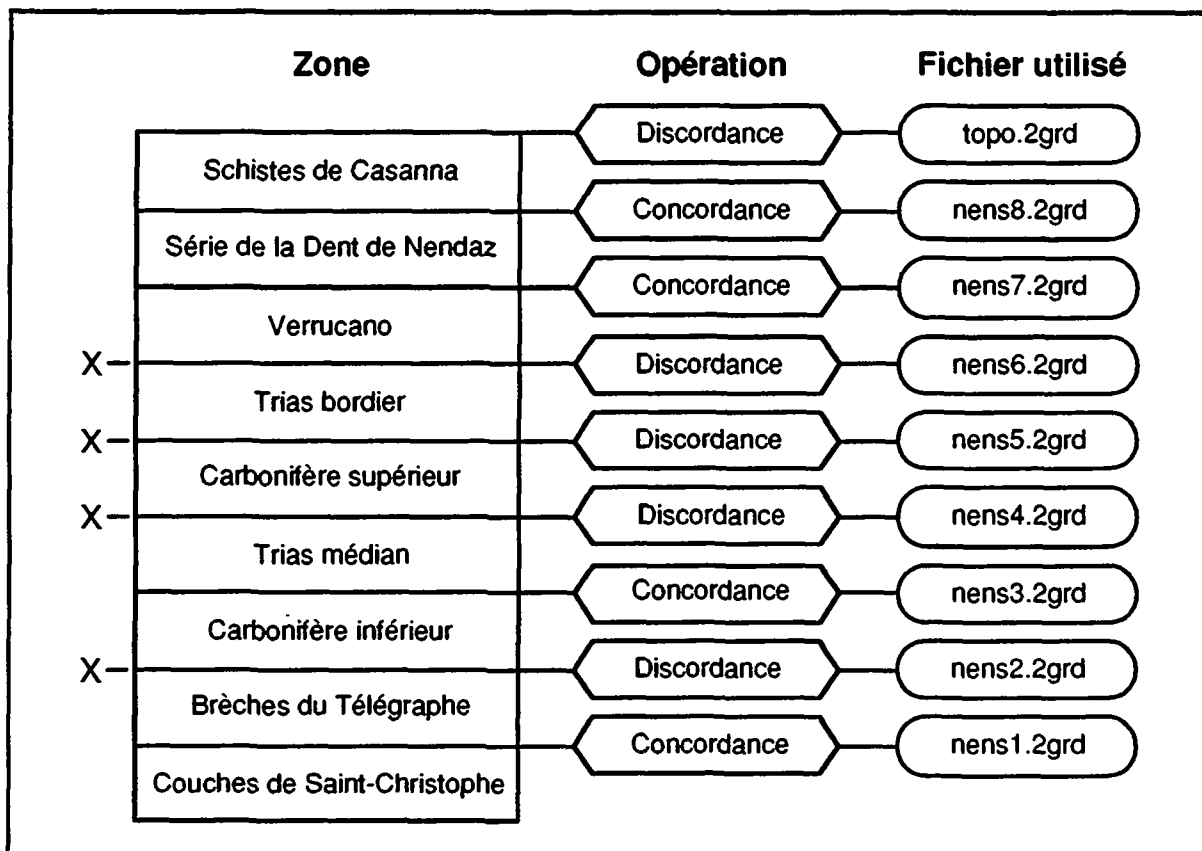 Zone Opération Fichier utilisé
Discordance topo.2grd
Schistes de Casanna
Concordance nens8.2grd
Série de la Dent de Nendaz
Concordance nens7.2grd
Verrucano
X Discordance nens6.2grd
Trias bordier
X Discordance nens5.2grd
Carbonifère supérieur
X Discordance nens4.2grd
Trias médian
Concordance nens3.2grd
Carbonifère inférieur
X Discordance nens2.2grd
Brèches du Télégraphe
Concordance nens1.2grd
Couches de Saint-Christophe